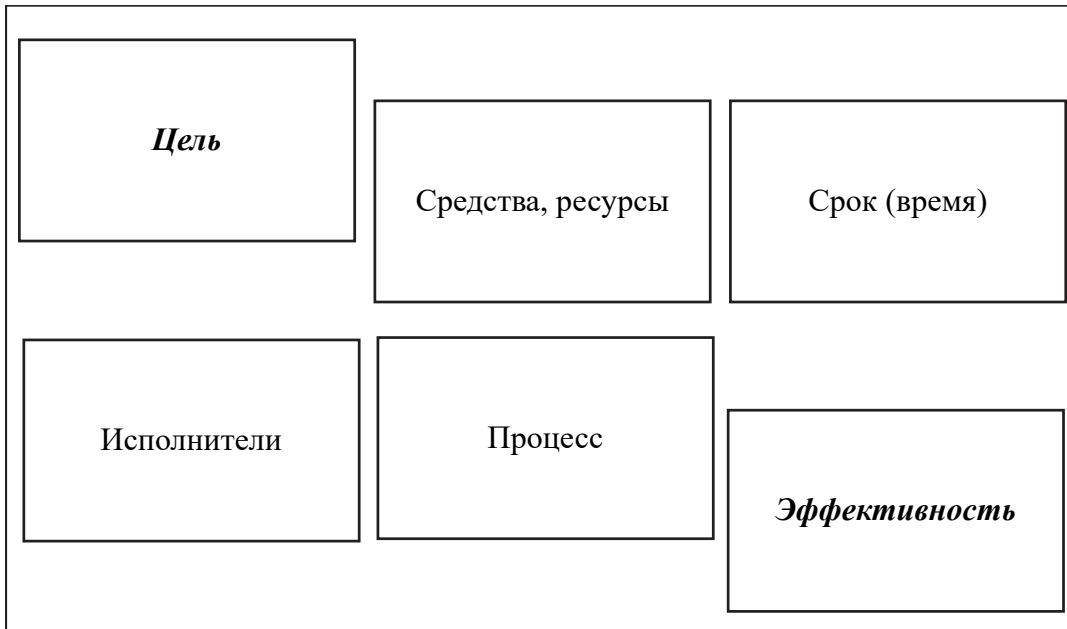 Цель
Средства, ресурсы
Срок (время)
Исполнители
Процесс
Эффективность